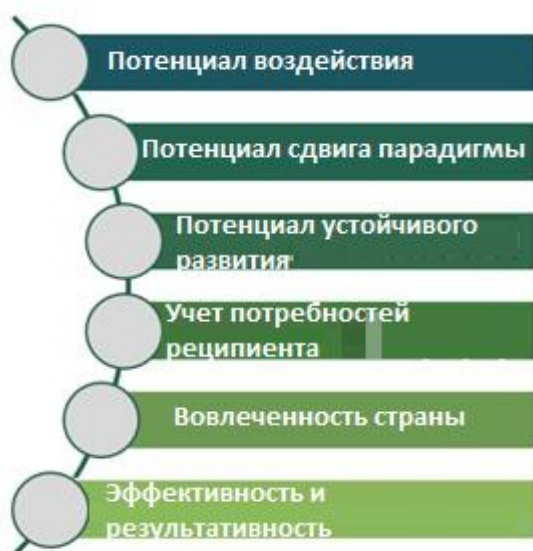 Потенциал воздействия
Потенциал сдвига парадигмы
Потенциал устойчивого
развития
Учет потребностей
реципиента
Вовлеченность страны
Эффективность и
результативность